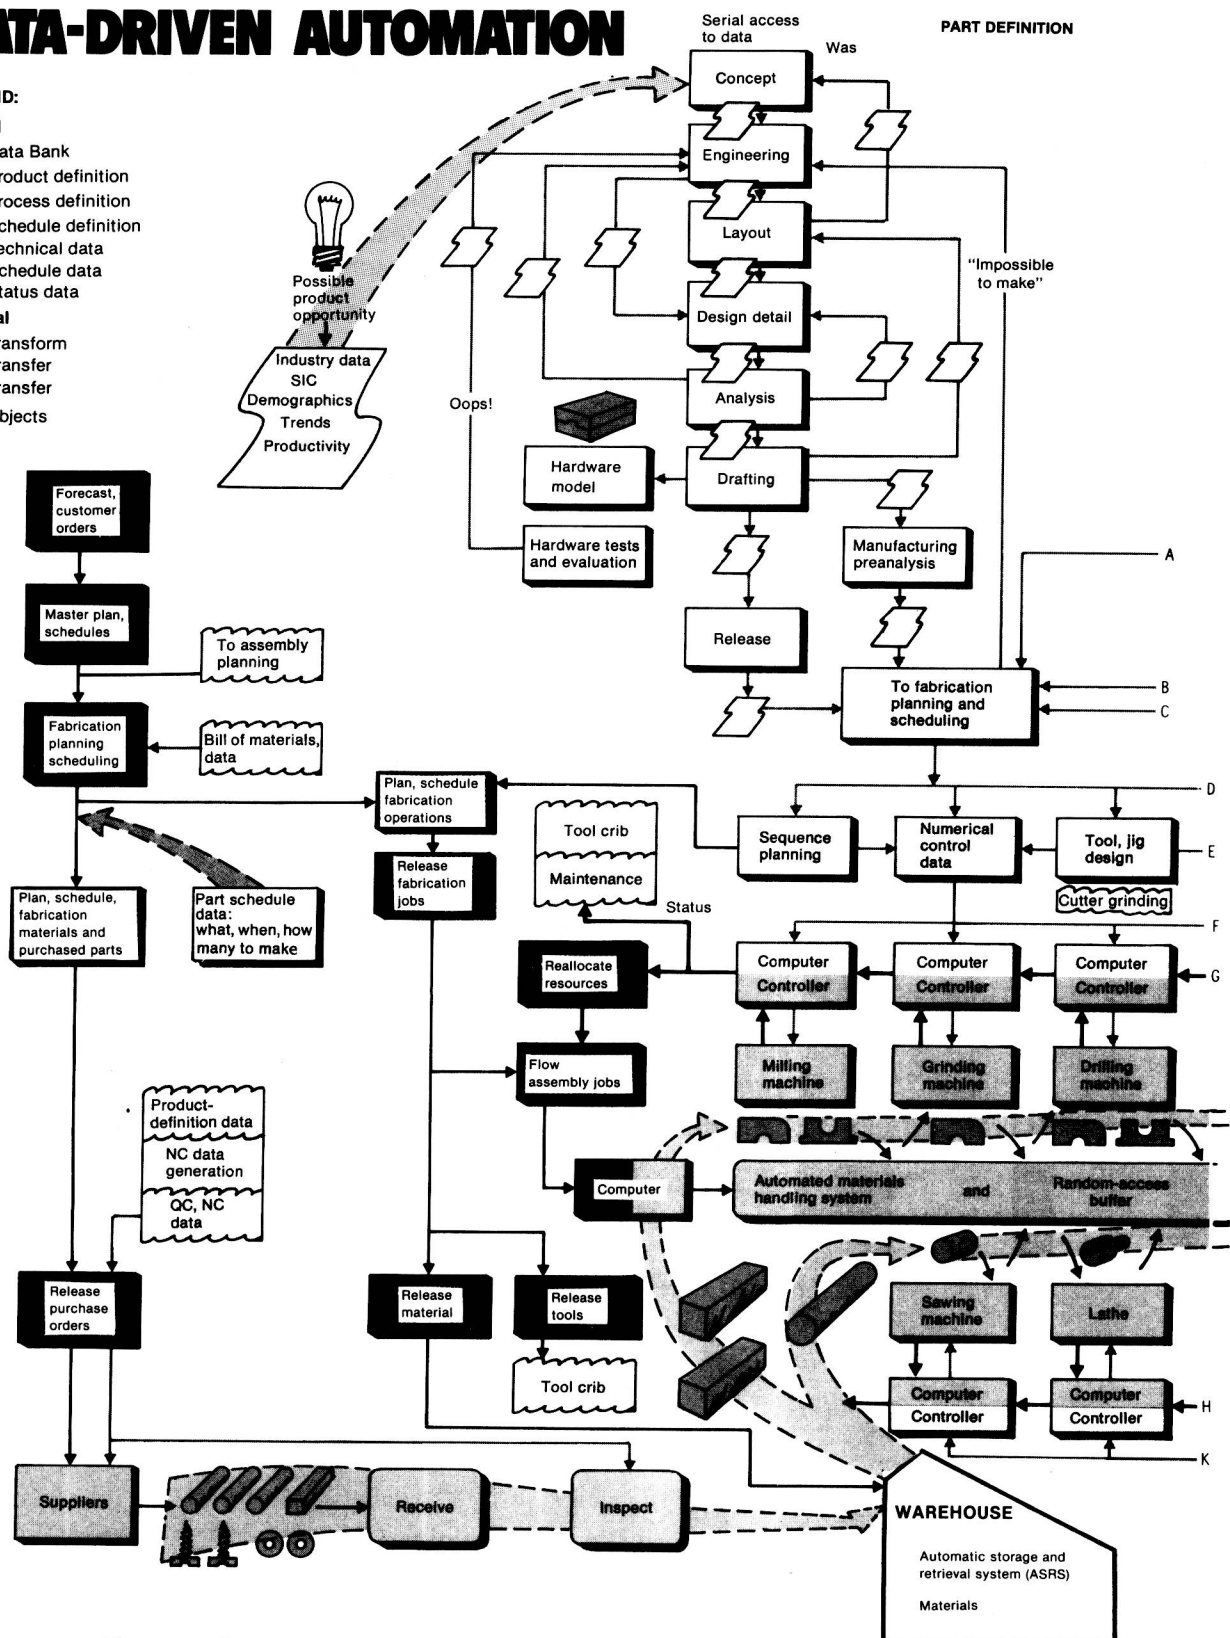 ATA-DRIVEN AUTOMATION
Serial access
to data
Was
PART DEFINITION
D:
ata Bank
roduct definition
rocess definition
chedule definition
echnical data
chedule data
tatus data
al
ransform
ransfer
ransfer
bjects
Concept
Engineering
Layout
Design detail
Analysis
Drafting
"Impossible
to make"
Possible
product
opportunity
Industry data
SIC
Demographics
Trends
Productivity
Oops!
Hardware
model
Hardware tests
and evaluation
Manufacturing
preanalysis
Release
To fabrication
planning and
scheduling
A
B
C
D
E
F
G
H
K
Forecast,
customer
orders
Master plan,
schedules
To assembly
planning
Fabrication
planning
scheduling
Bill of materials,
data
Plan, schedule
fabrication
operations
Release
fabrication
jobs
Tool crib
Maintenance
Status
Sequence
planning
Numerical
control
data
Tool, jig
design
Cutter grinding
Plan, schedule,
fabrication
materials and
purchased parts
Part schedule
data:
what, when, how
many to make
Reallocate
resources
Flow
assembly jobs
Computer
Controller
Computer
Controller
Computer
Controller
Milling
machine
Grinding
machine
Drilling
machine
Product-
definition data
NC data
generation
QC, NC
data
Computer
Automated materials
handling system
and
Random-access
buffer
Release
purchase
orders
Release
material
Release
tools
Tool crib
Sawing
machine
Lathe
Computer
Controller
Computer
Controller
Suppliers
Receive
Inspect
WAREHOUSE
Automatic storage and
retrieval system (ASRS)
Materials